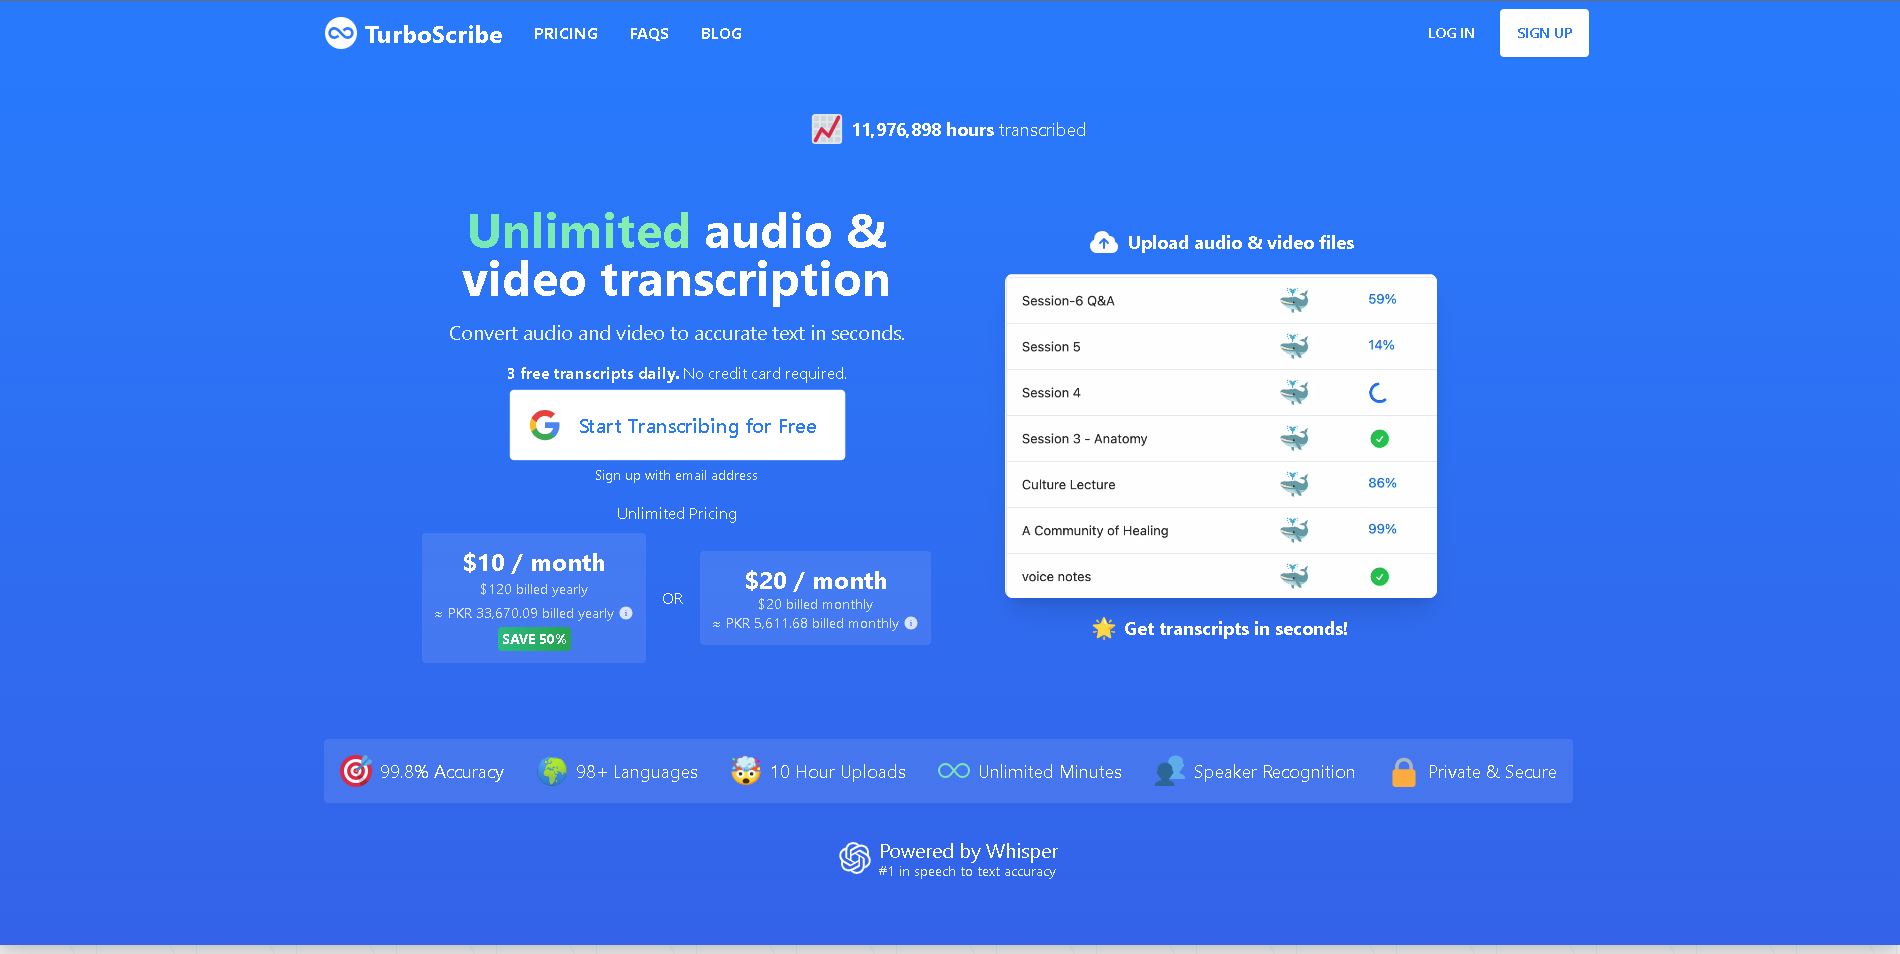 TurboScribe PRICING FAQS BLOG LOG IN SIGN UP
11,976,898 hours transcribed
Unlimited audio &
video transcription
Convert audio and video to accurate text in seconds.
3 free transcripts daily. No credit card required.
Start Transcribing for Free
Sign up with email address
Unlimited Pricing
$10 / month
$120 billed yearly
≈ PKR 33,670.09 billed yearly
SAVE 50%
OR
$20 / month
$20 billed monthly
≈ PKR 5,611.68 billed monthly
Upload audio & video files
Session-6 Q&A 59%
Session 5 14%
Session 4
Session 3 - Anatomy
Culture Lecture 86%
A Community of Healing 99%
voice notes
Get transcripts in seconds!
99.8% Accuracy 98+ Languages 10 Hour Uploads Unlimited Minutes Speaker Recognition Private & Secure
Powered by Whisper
#1 in speech to text accuracy